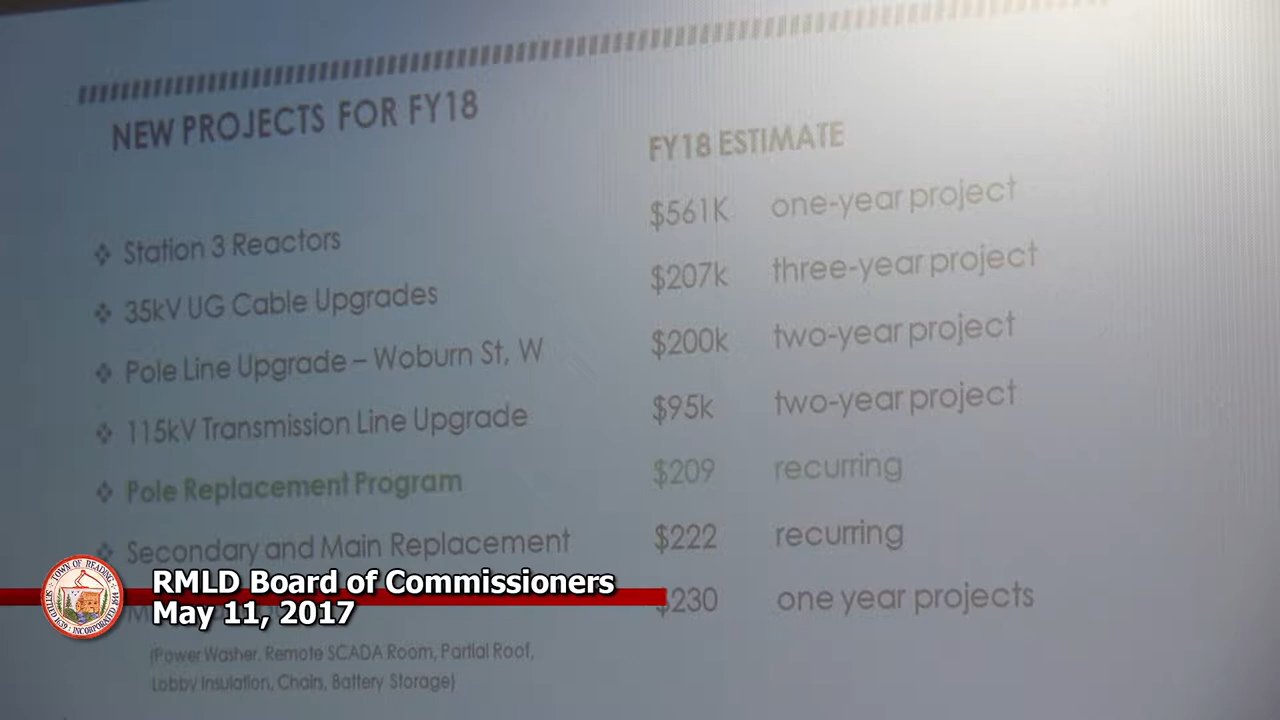 NEW PROJECTS FOR FY18
FY18 ESTIMATE
❖ Station 3 Reactors $561K one-year project
❖ 35kV UG Cable Upgrades $207k three-year project
❖ Pole Line Upgrade – Woburn St, W $200k two-year project
❖ 115kV Transmission Line Upgrade $95k two-year project
❖ Pole Replacement Program $209 recurring
❖ Secondary and Main Replacement $222 recurring
$230 one year projects
(Power Washer, Remote SCADA Room, Partial Roof,
Lobby Insulation, Chairs, Battery Storage)
TOWN OF READING
RMLD Board of Commissioners
May 11, 2017